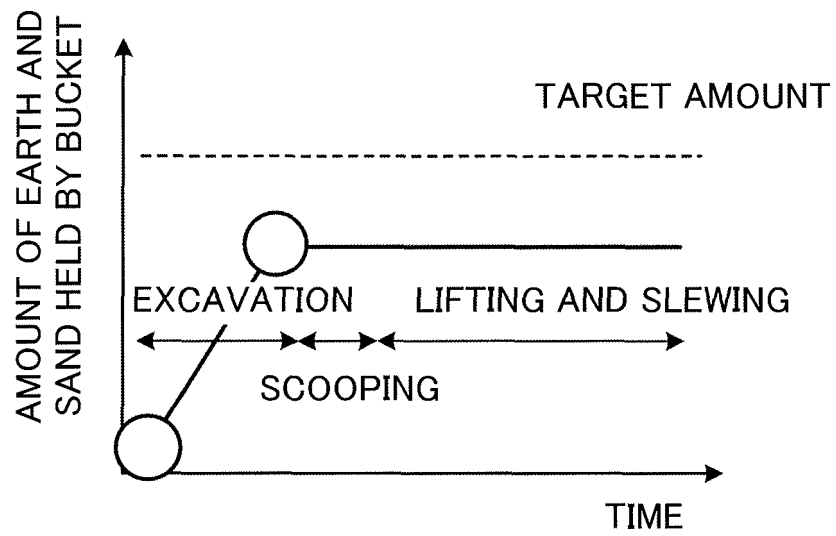 AMOUNT OF EARTH AND
SAND HELD BY BUCKET
TARGET AMOUNT
EXCAVATION
LIFTING AND SLEWING
SCOOPING
TIME